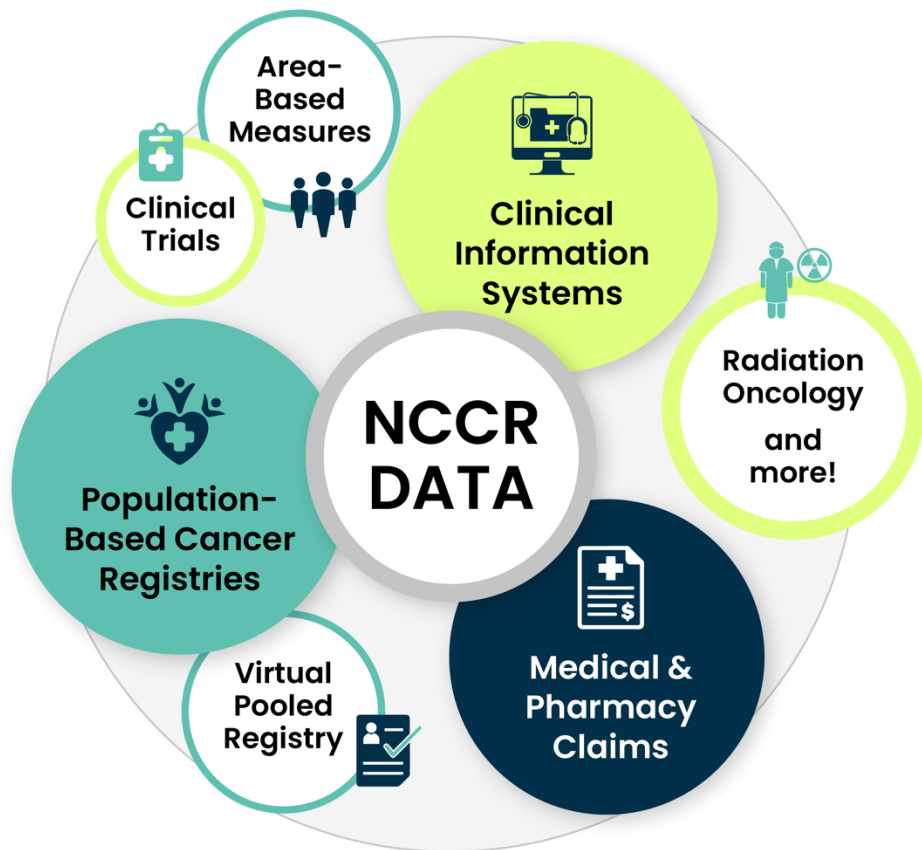 Area-
Based
Measures
Clinical
Trials
Clinical
Information
Systems
Radiation
Oncology
and
more!
NCCR
DATA
Population-
Based Cancer
Registries
Medical &
Pharmacy
Claims
$
Virtual
Pooled
Registry